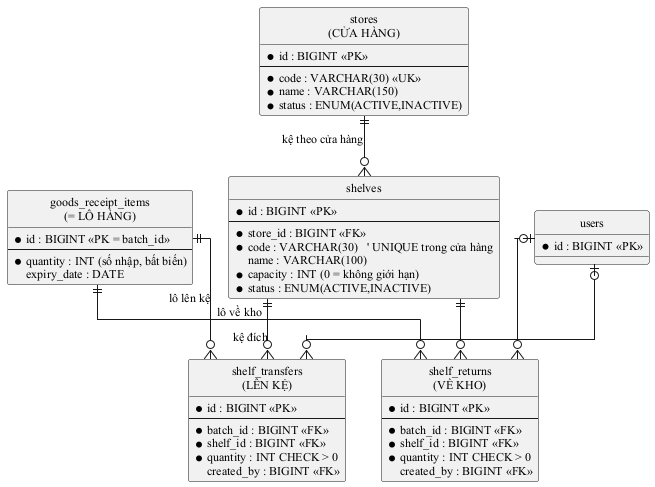 stores
(CỬA HÀNG)
id : BIGINT «PK»
code : VARCHAR(30) «UK»
name : VARCHAR(150)
status : ENUM(ACTIVE,INACTIVE)
kệ theo cửa hàng
goods_receipt_items
(= LÔ HÀNG)
id : BIGINT «PK = batch_id»
quantity : INT (số nhập, bất biến)
expiry_date : DATE
shelves
id : BIGINT «PK»
store_id : BIGINT «FK»
code : VARCHAR(30) ' UNIQUE trong cửa hàng
name : VARCHAR(100)
capacity : INT (0 = không giới hạn)
status : ENUM(ACTIVE,INACTIVE)
users
id : BIGINT «PK»
lô lên kệ
lô về kho
kệ đích
shelf_transfers
(LÊN KỆ)
id : BIGINT «PK»
batch_id : BIGINT «FK»
shelf_id : BIGINT «FK»
quantity : INT CHECK > 0
created_by : BIGINT «FK»
shelf_returns
(VỀ KHO)
id : BIGINT «PK»
batch_id : BIGINT «FK»
shelf_id : BIGINT «FK»
quantity : INT CHECK > 0
created_by : BIGINT «FK»